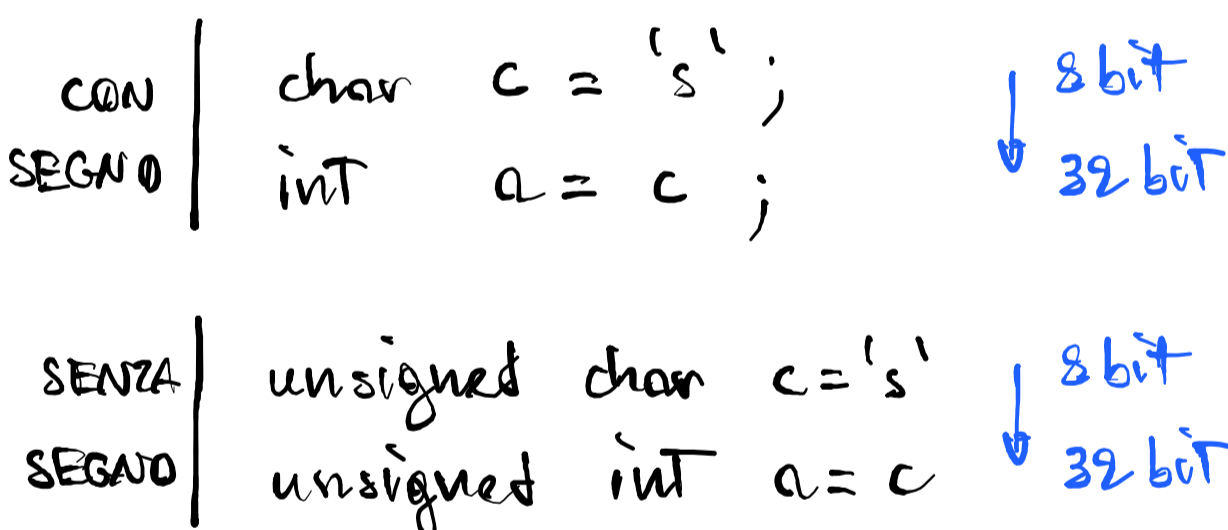 CON char c = 's' ; 8 bit
SEGNO int a = c ; 32 bit
SENZA unsigned char c = 's' 8 bit
SEGNO unsigned int a = c 32 bit